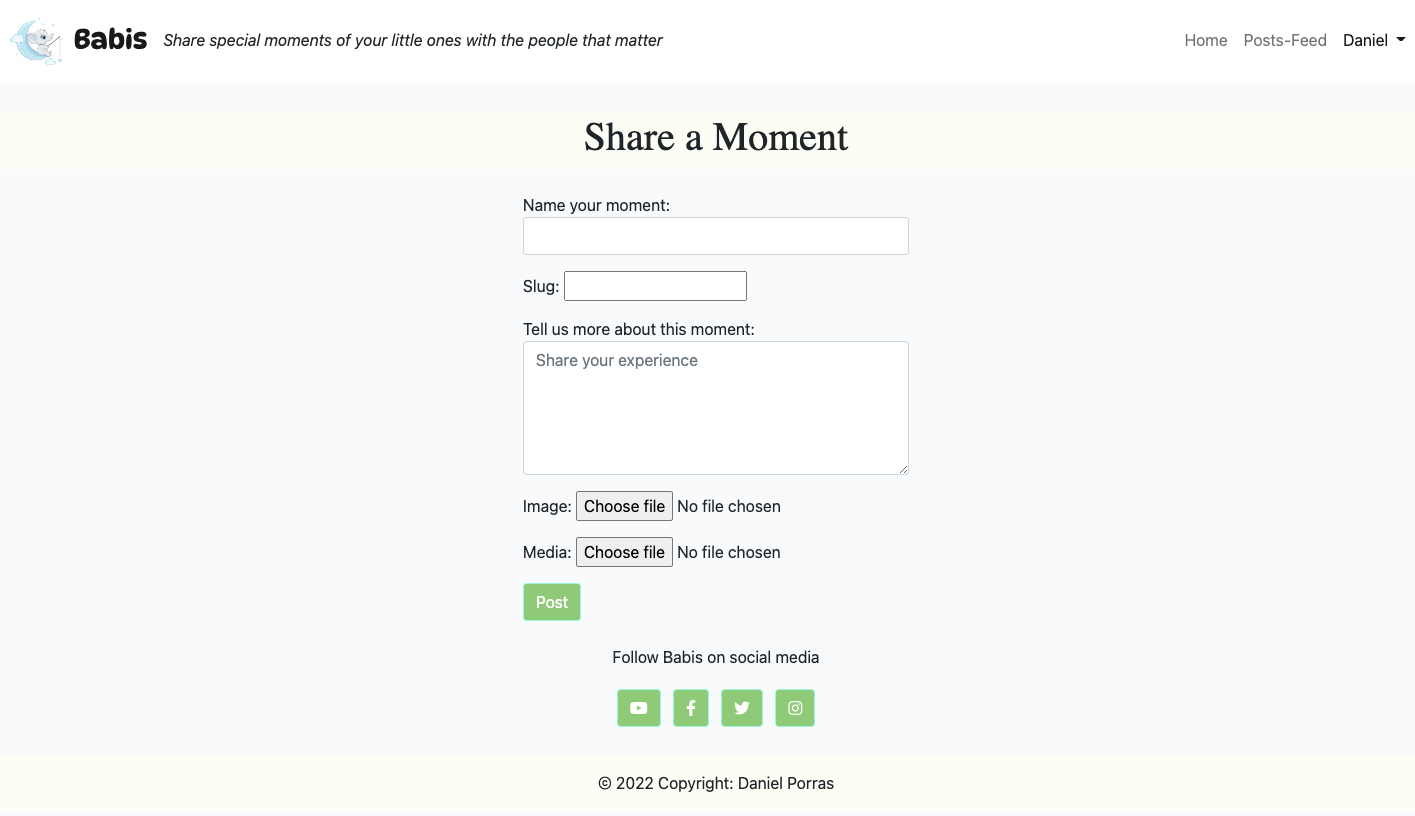 Babis Share special moments of your little ones with the people that matter Home Posts-Feed Daniel
Share a Moment
Name your moment:
Slug:
Tell us more about this moment:
Share your experience
Image: Choose file No file chosen
Media: Choose file No file chosen
Post
Follow Babis on social media
© 2022 Copyright: Daniel Porras